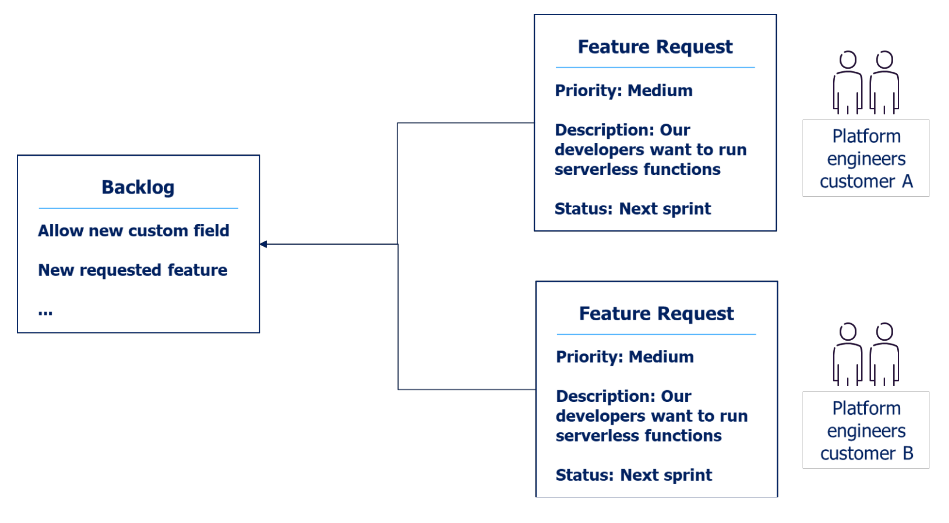 Backlog
Allow new custom field
New requested feature
...
Feature Request
Priority: Medium
Description: Our
developers want to run
serverless functions
Status: Next sprint
Platform
engineers
customer A
Feature Request
Priority: Medium
Description: Our
developers want to run
serverless functions
Status: Next sprint
Platform
engineers
customer B